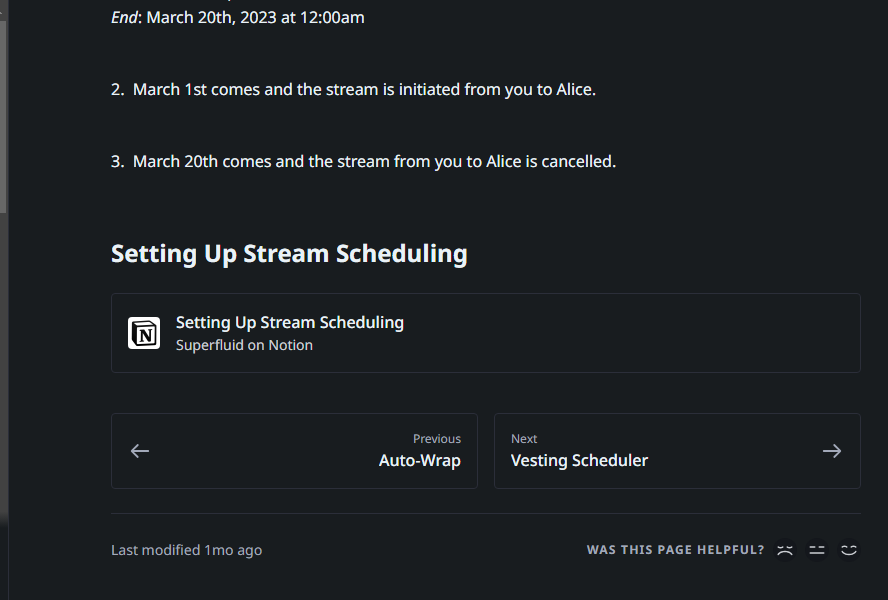 End: March 20th, 2023 at 12:00am
2. March 1st comes and the stream is initiated from you to Alice.
3. March 20th comes and the stream from you to Alice is cancelled.
Setting Up Stream Scheduling
N
Setting Up Stream Scheduling
Superfluid on Notion
Previous
Auto-Wrap
Next
Vesting Scheduler
Last modified 1mo ago
WAS THIS PAGE HELPFUL?